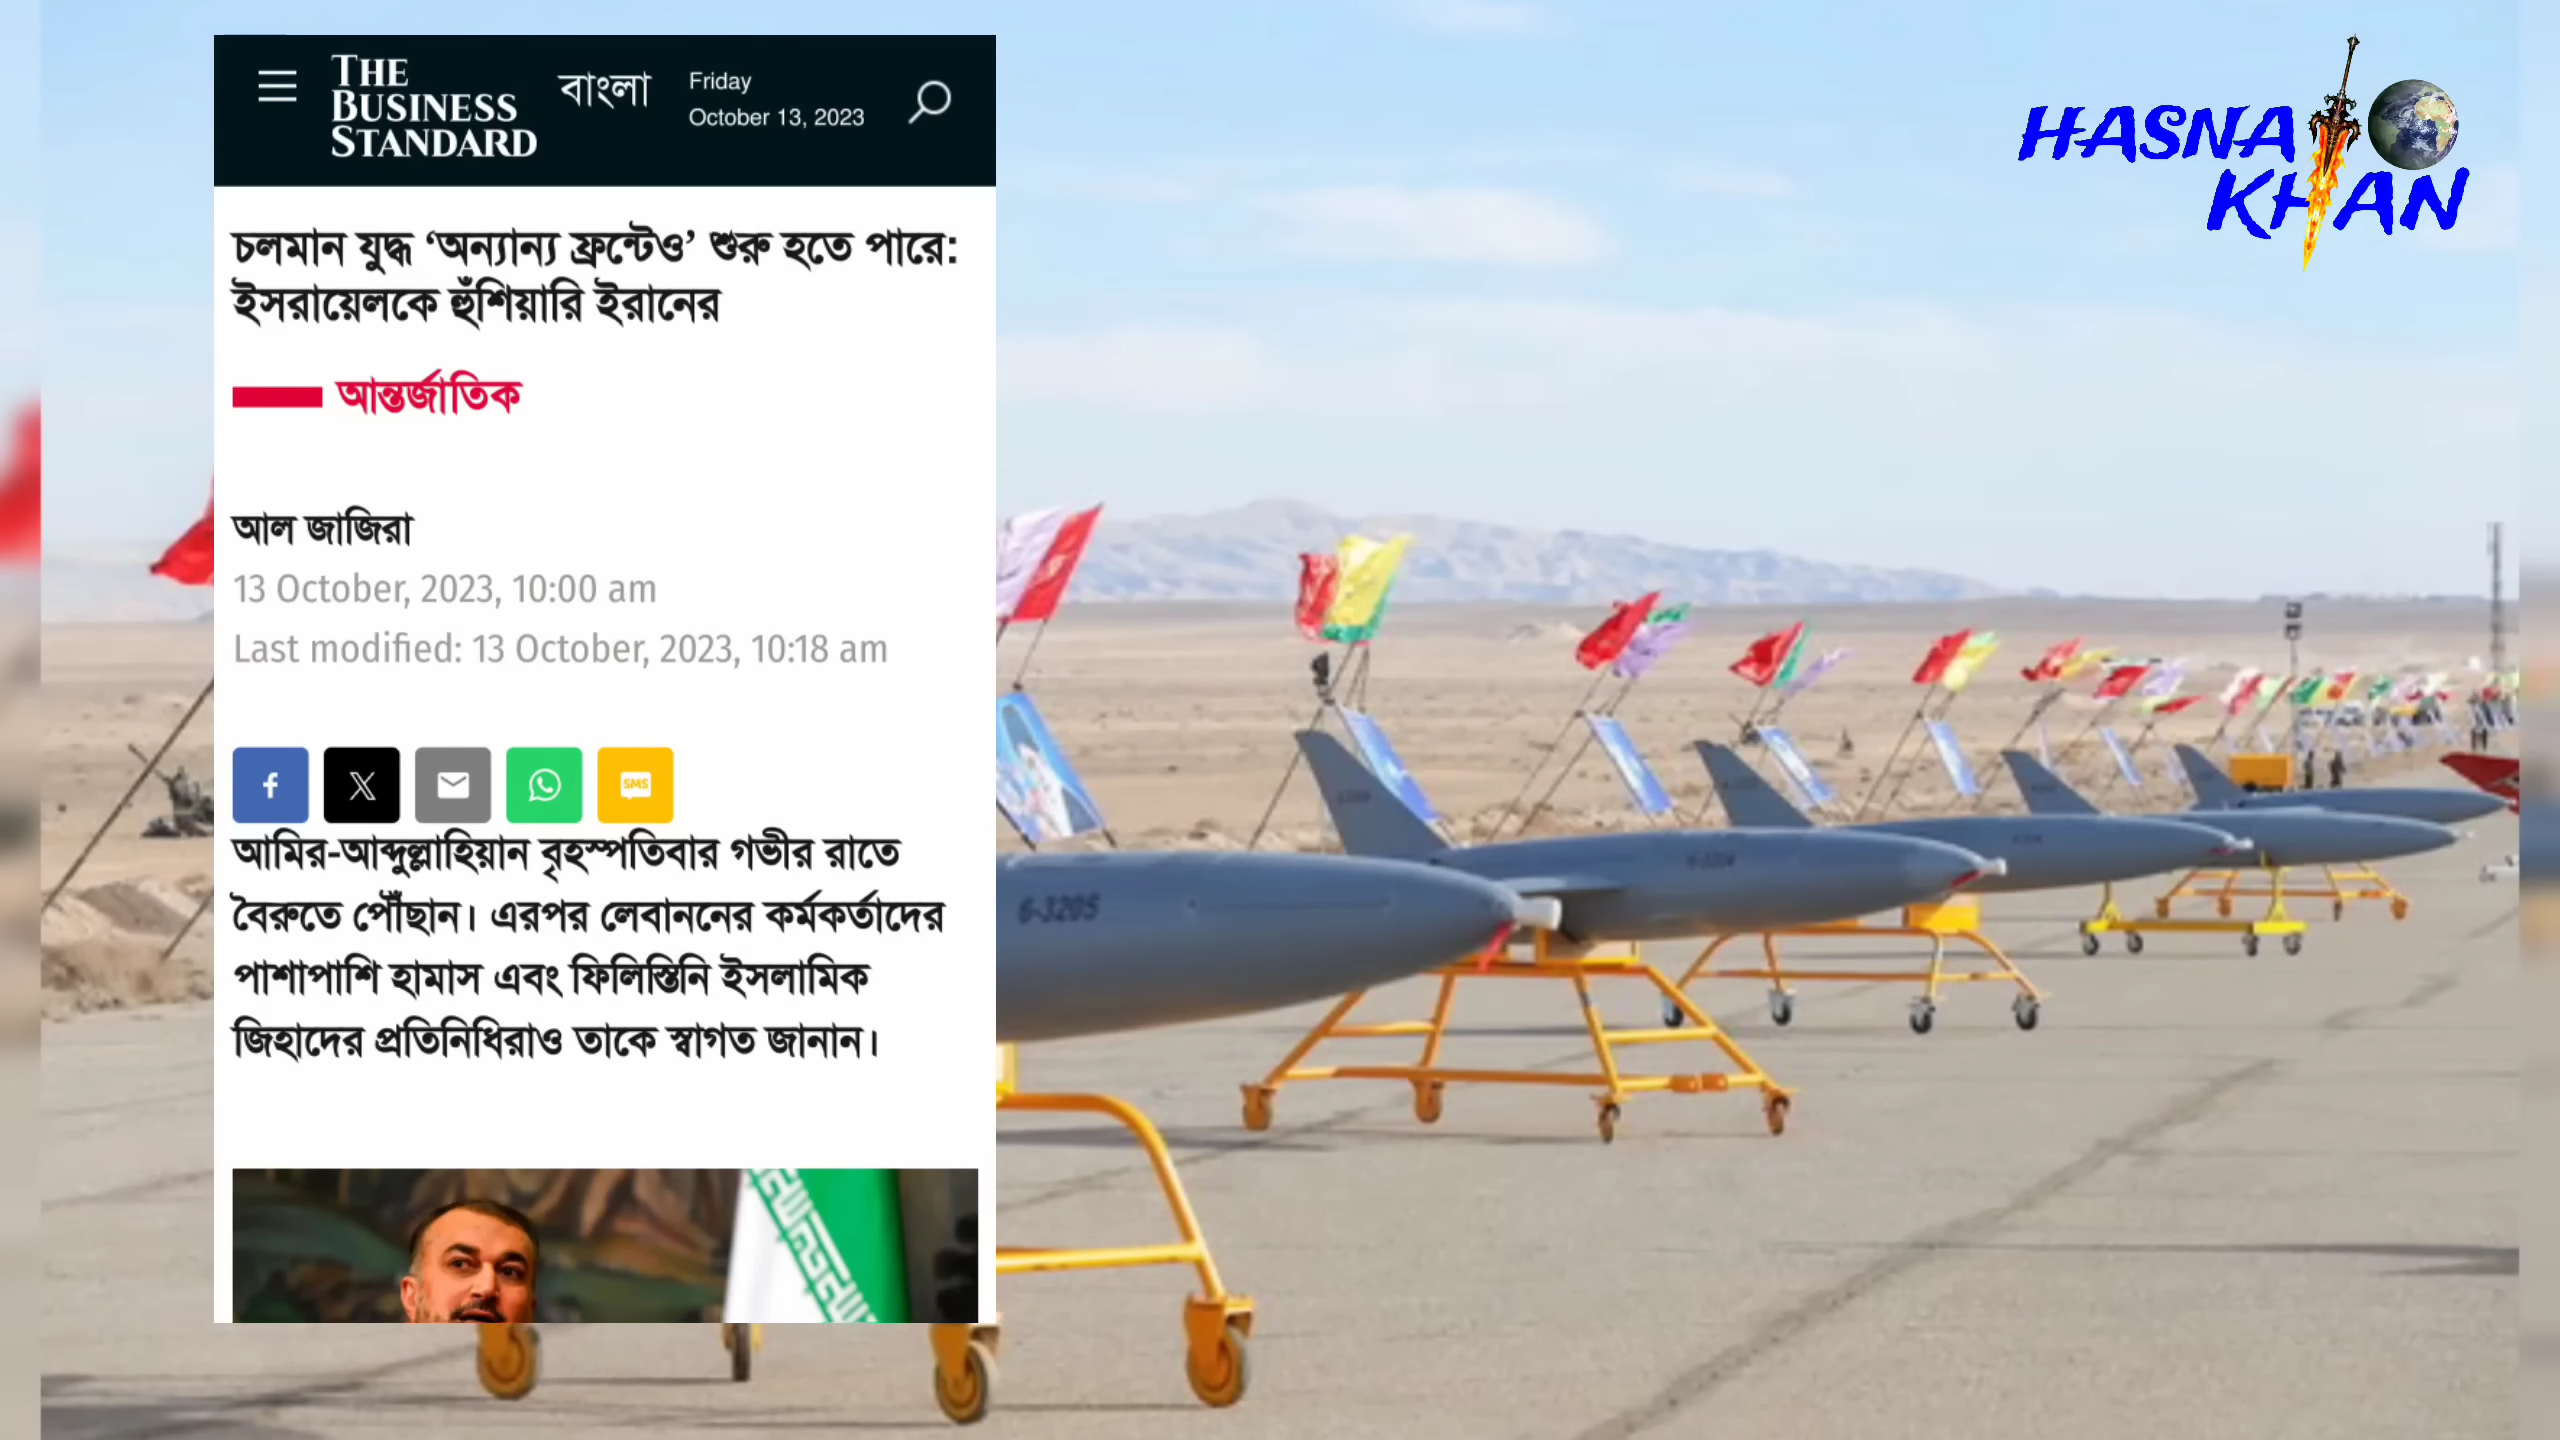 THE
BUSINESS
STANDARD
বাংলা
Friday
October 13, 2023
HASNA
KHAN
চলমান যুদ্ধ ‘অন্যান্য ফ্রন্টেও’ শুরু হতে পারে:
ইসরায়েলকে হুঁশিয়ারি ইরানের
আন্তর্জাতিক
আল জাজিরা
13 October, 2023, 10:00 am
Last modified: 13 October, 2023, 10:18 am
SMS
আমির-আব্দুল্লাহিয়ান বৃহস্পতিবার গভীর রাতে
বৈরুতে পৌঁছান। এরপর লেবাননের কর্মকর্তাদের
পাশাপাশি হামাস এবং ফিলিস্তিনি ইসলামিক
জিহাদের প্রতিনিধিরাও তাকে স্বাগত জানান।
6-3205